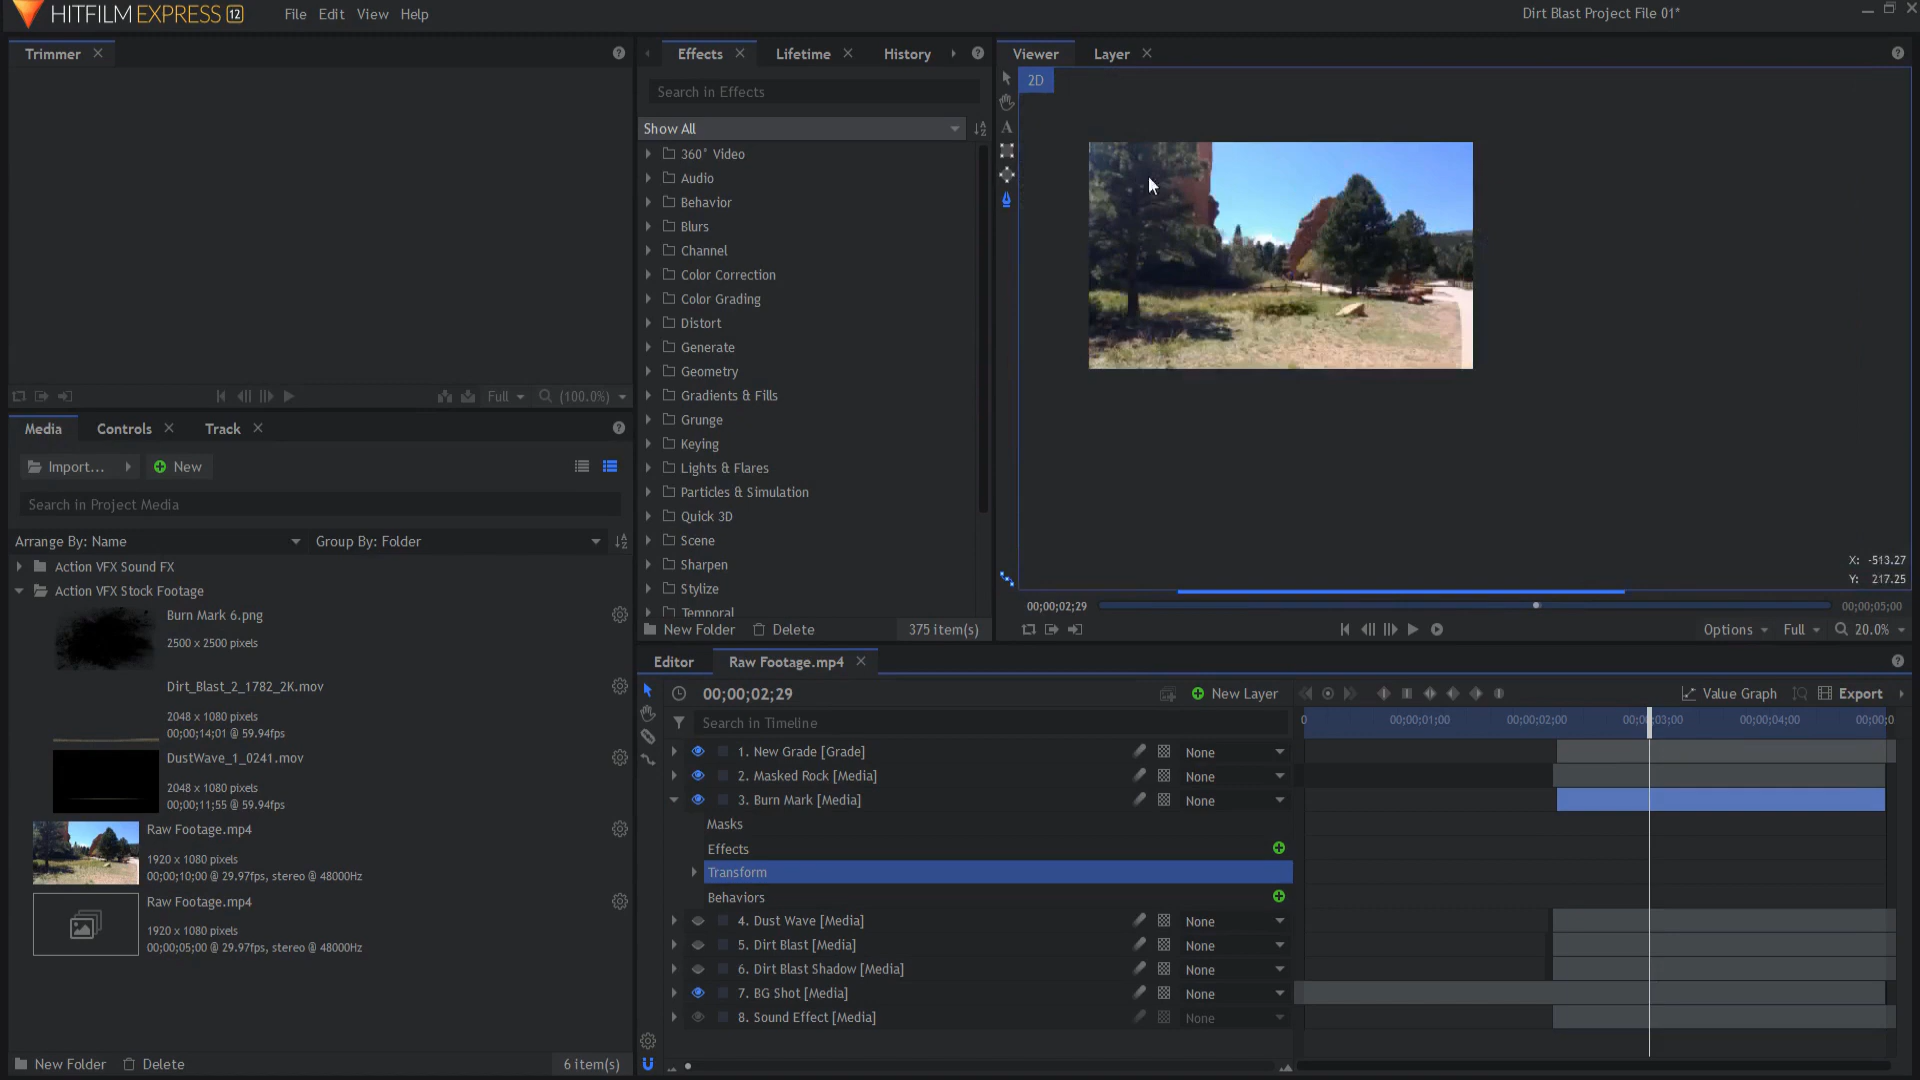 HITFILM EXPRESS 12
File Edit View Help
Dirt Blast Project File 01*
Trimmer
Full (100.0%)
Media Controls Track
Import... New
Search in Project Media
Arrange By: Name Group By: Folder
Action VFX Sound FX
Action VFX Stock Footage
Burn Mark 6.png
2500 x 2500 pixels
Dirt_Blast_2_1782_2K.mov
2048 x 1080 pixels
00;00;14;01 @ 59.94fps
DustWave_1_0241.mov
2048 x 1080 pixels
00;00;11;55 @ 59.94fps
Raw Footage.mp4
1920 x 1080 pixels
00;00;10;00 @ 29.97fps, stereo @ 48000Hz
Raw Footage.mp4
1920 x 1080 pixels
00;00;05;00 @ 29.97fps, stereo @ 48000Hz
New Folder Delete 6 item(s)
Effects Lifetime History
Search in Effects
Show All
360° Video
Audio
Behavior
Blurs
Channel
Color Correction
Color Grading
Distort
Generate
Geometry
Gradients & Fills
Grunge
Keying
Lights & Flares
Particles & Simulation
Quick 3D
Scene
Sharpen
Stylize
Temporal
New Folder Delete 375 item(s)
Viewer Layer
2D
A
X: -513.27
Y: 217.25
00;00;02;29 00;00;05;00
Options Full 20.0%
Editor Raw Footage.mp4
00;00;02;29 New Layer Value Graph Export
Search in Timeline
0 00;00;01;00 00;00;02;00 00;00;03;00 00;00;04;00 00;00;0
1. New Grade [Grade] None
2. Masked Rock [Media] None
3. Burn Mark [Media] None
Masks
Effects
Transform
Behaviors
4. Dust Wave [Media] None
5. Dirt Blast [Media] None
6. Dirt Blast Shadow [Media] None
7. BG Shot [Media] None
8. Sound Effect [Media] None